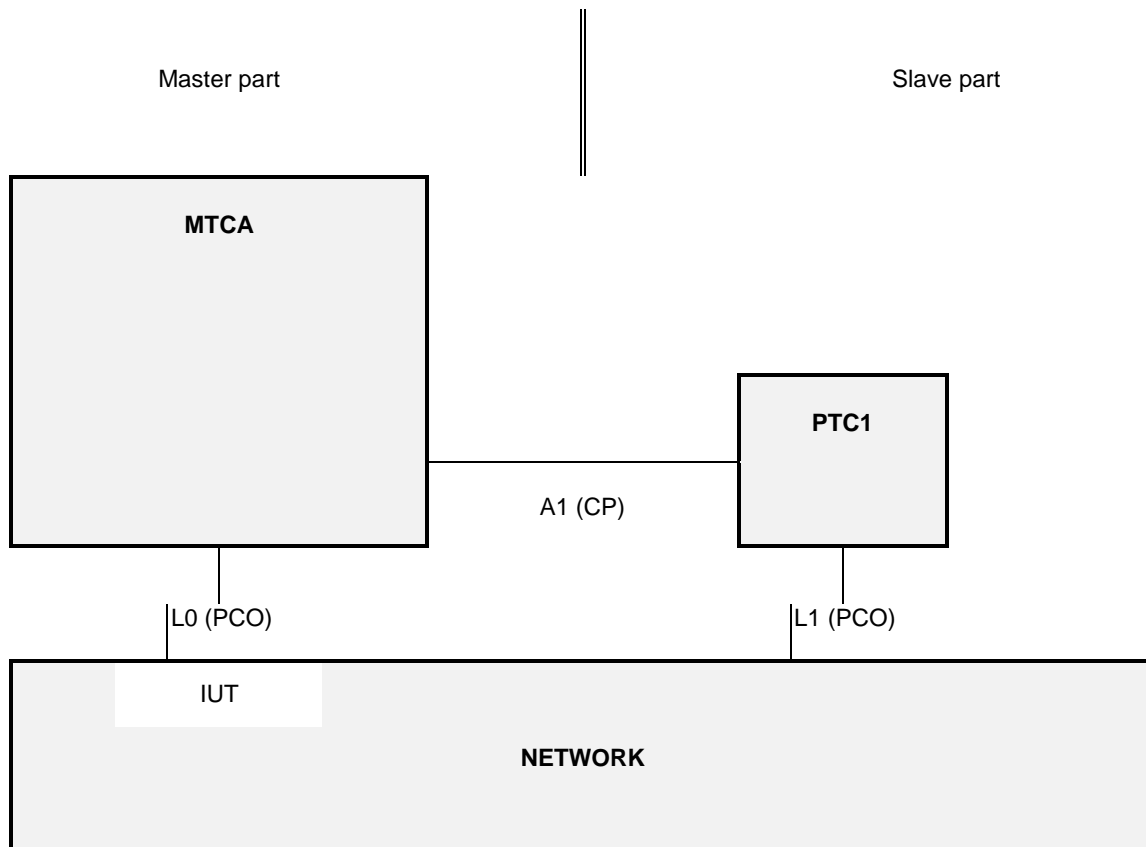 Master part
Slave part
MTCA
PTC1
A1 (CP)
L0 (PCO)
L1 (PCO)
IUT
NETWORK